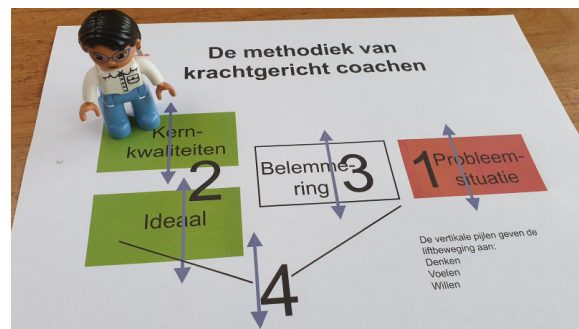 De methodiek van
krachtgericht coachen
Kern-
kwaliteiten
2
Ideaal
Belemme-
ring
3
1
Probleem-
situatie
4
De vertikale pijlen geven de
liftbeweging aan:
Denken
Voelen
Willen